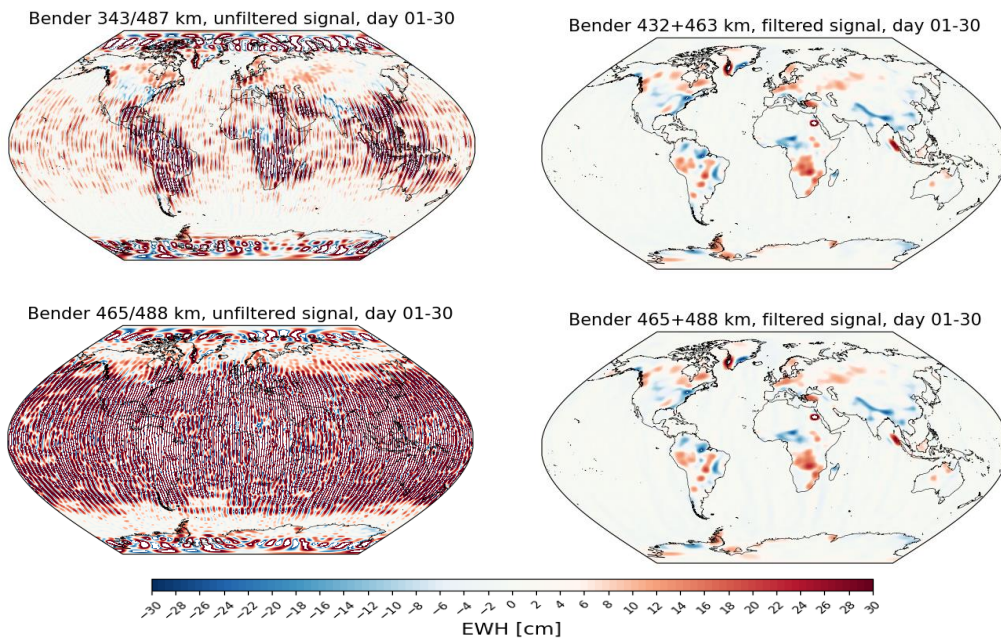 Bender 343/487 km, unfiltered signal, day 01-30
Bender 432+463 km, filtered signal, day 01-30
Bender 465/488 km, unfiltered signal, day 01-30
Bender 465+488 km, filtered signal, day 01-30
−30 −28 −26 −24 −22 −20 −18 −16 −14 −12 −10 −8 −6 −4 −2 0 2 4 6 8 10 12 14 16 18 20 22 24 26 28 30
EWH [cm]